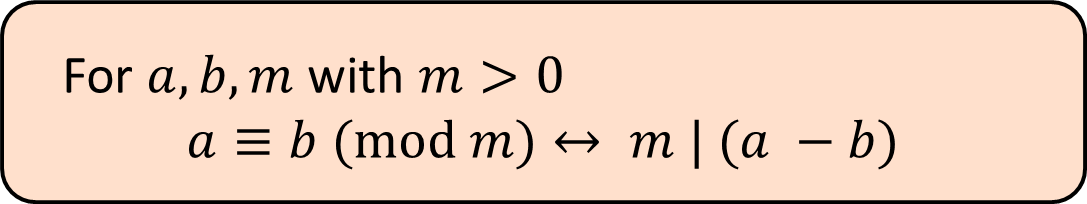 For a, b, m with m > 0
a ≡ b (mod m) ↔ m | (a − b)